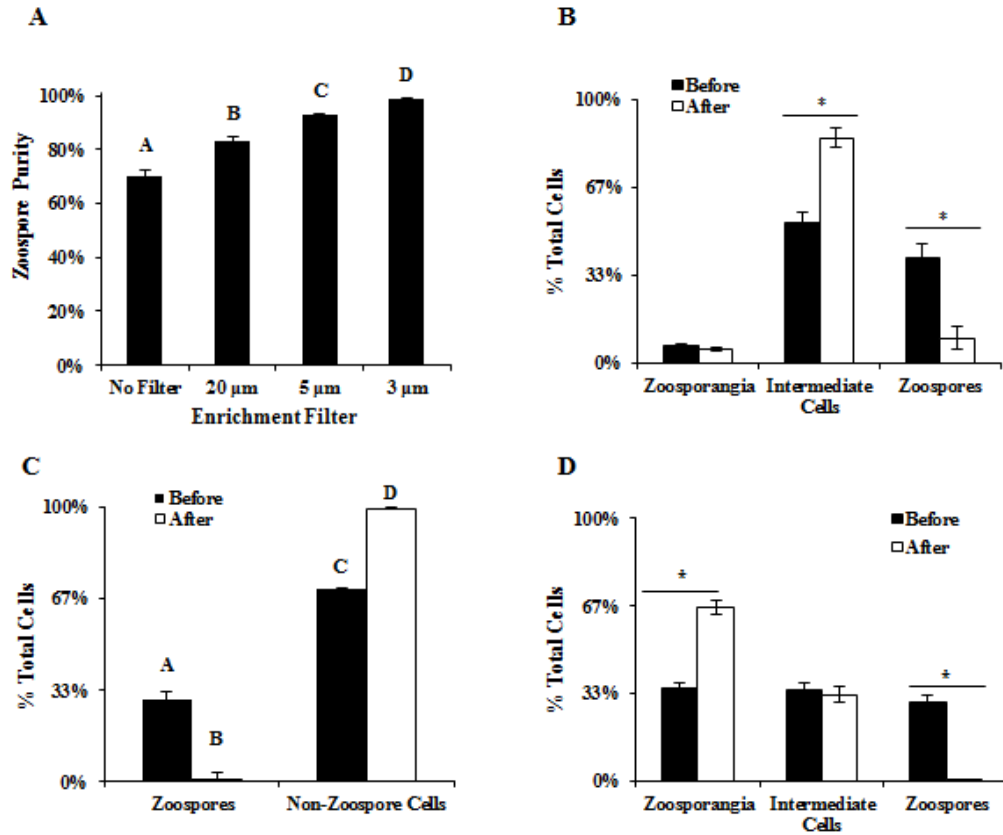 A
Zoospore Purity
100%
80%
60%
40%
20%
0%
A
B
C
D
No Filter 20 µm 5 µm 3 µm
Enrichment Filter
B
% Total Cells
100%
67%
33%
0%
Before
After
*
*
Zoosporangia Intermediate Zoospores
Cells
C
% Total Cells
100%
67%
33%
0%
Before
After
A
B
C
D
Zoospores Non-Zoospore Cells
D
% Total Cells
100%
67%
33%
0%
Before
After
*
*
Zoosporangia Intermediate Zoospores
Cells